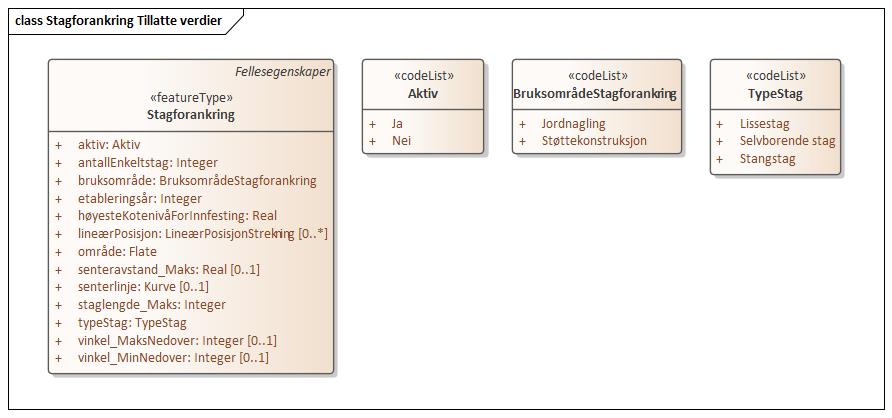 class Stagforankring Tillatte verdier
Fellesegenskaper
«featureType»
Stagforankring
+ aktiv: Aktiv
+ antallEnkeltstag: Integer
+ bruksområde: BruksområdeStagforankring
+ etableringsår: Integer
+ høyesteKotenivåForInnfesting: Real
+ lineærPosisjon: LineærPosisjonStrekning [0..*]
+ område: Flate
+ senteravstand_Maks: Real [0..1]
+ senterlinje: Kurve [0..1]
+ staglengde_Maks: Integer
+ typeStag: TypeStag
+ vinkel_MaksNedover: Integer [0..1]
+ vinkel_MinNedover: Integer [0..1]
«codeList»
Aktiv
+ Ja
+ Nei
«codeList»
BruksområdeStagforankring
+ Jordnagling
+ Støttekonstruksjon
«codeList»
TypeStag
+ Lissestag
+ Selvborende stag
+ Stangstag